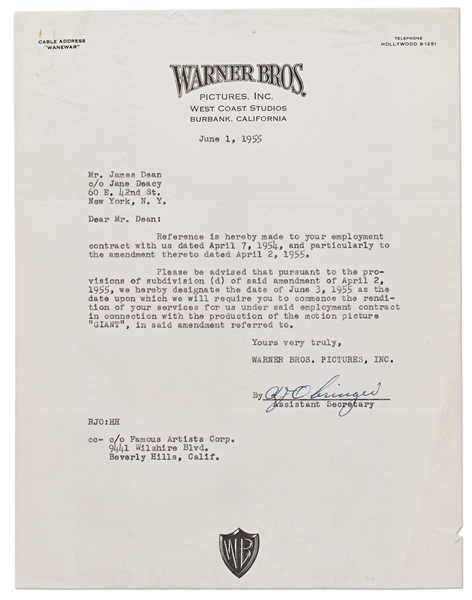 CABLE ADDRESS
"WANEWAR"
TELEPHONE
HOLLYWOOD 9-1251
WARNER BROS.
PICTURES, INC.
WEST COAST STUDIOS
BURBANK, CALIFORNIA
June 1, 1955
Mr. James Dean
c/o Jane Deacy
60 E. 42nd St.
New York, N. Y.
Dear Mr. Dean:
Reference is hereby made to your employment
contract with us dated April 7, 1954, and particularly to
the amendment thereto dated April 2, 1955.
Please be advised that pursuant to the pro-
visions of subdivision (d) of said amendment of April 2,
1955, we hereby designate the date of June 3, 1955 as the
date upon which we will require you to commence the rendi-
tion of your services for us under said employment contract
in connection with the production of the motion picture
"GIANT", in said amendment referred to.
Yours very truly,
WARNER BROS. PICTURES, INC.
By
Assistant Secretary
RJO:HH
cc- c/o Famous Artists Corp.
9441 Wilshire Blvd.
Beverly Hills, Calif.
WB